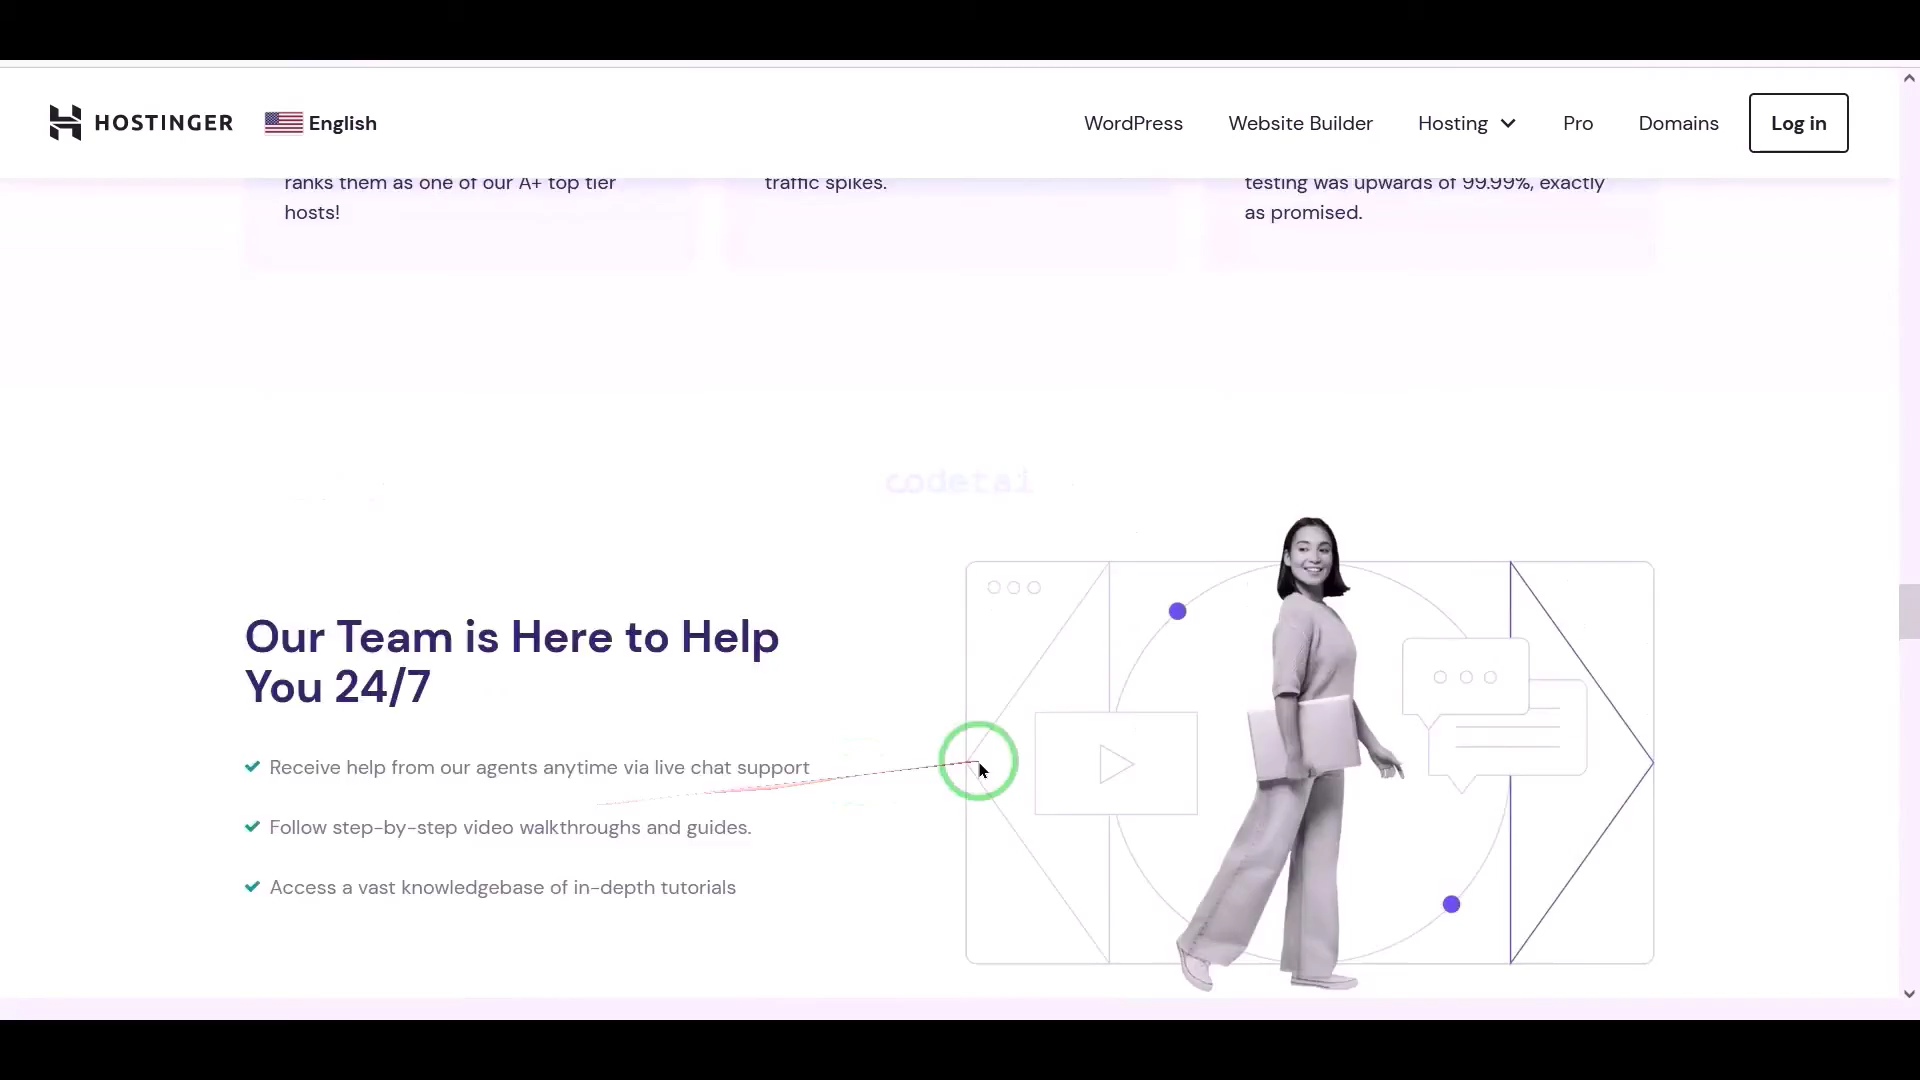 HOSTINGER English WordPress Website Builder Hosting Pro Domains Log in
ranks them as one of our A+ top tier
hosts!
traffic spikes.
testing was upwards of 99.99%, exactly
as promised.
codetai
Our Team is Here to Help
You 24/7
Receive help from our agents anytime via live chat support
Follow step-by-step video walkthroughs and guides.
Access a vast knowledgebase of in-depth tutorials